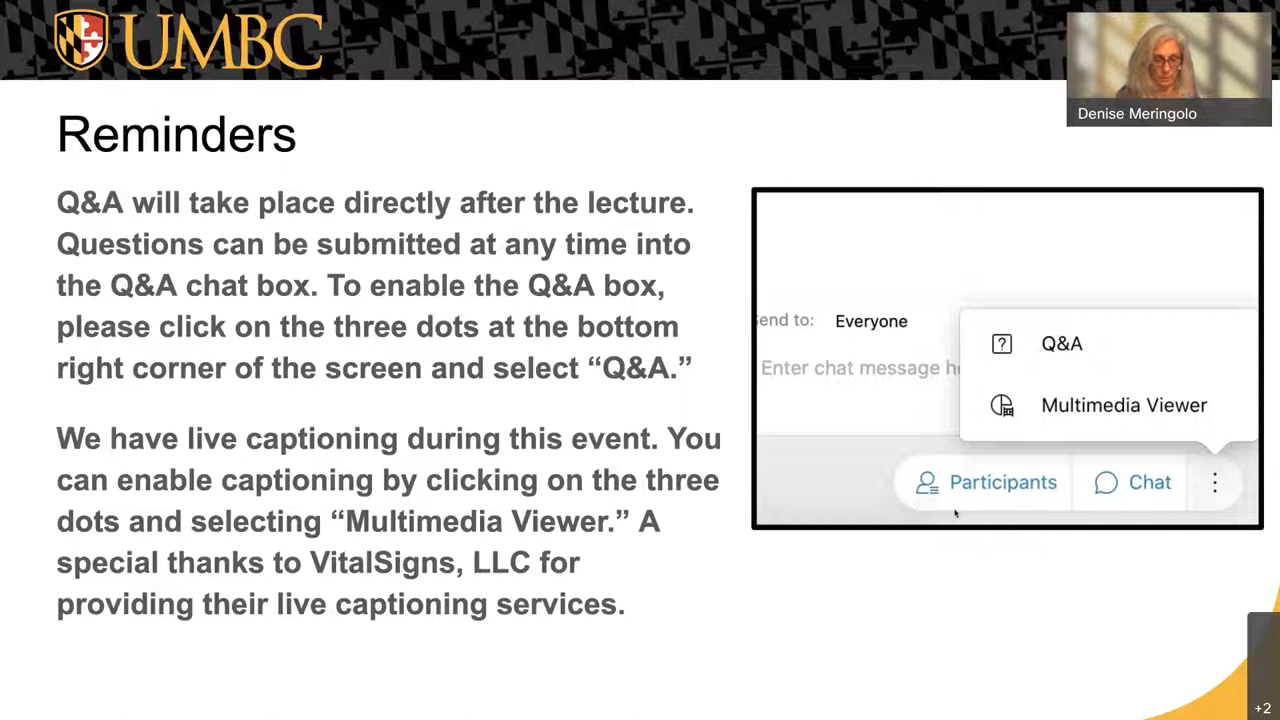 UMBC
Denise Meringolo
Reminders
Q&A will take place directly after the lecture.
Questions can be submitted at any time into
the Q&A chat box. To enable the Q&A box,
please click on the three dots at the bottom
right corner of the screen and select “Q&A.”
We have live captioning during this event. You
can enable captioning by clicking on the three
dots and selecting “Multimedia Viewer.” A
special thanks to VitalSigns, LLC for
providing their live captioning services.
Send to: Everyone
Enter chat message
Q&A
Multimedia Viewer
Participants
Chat
+2